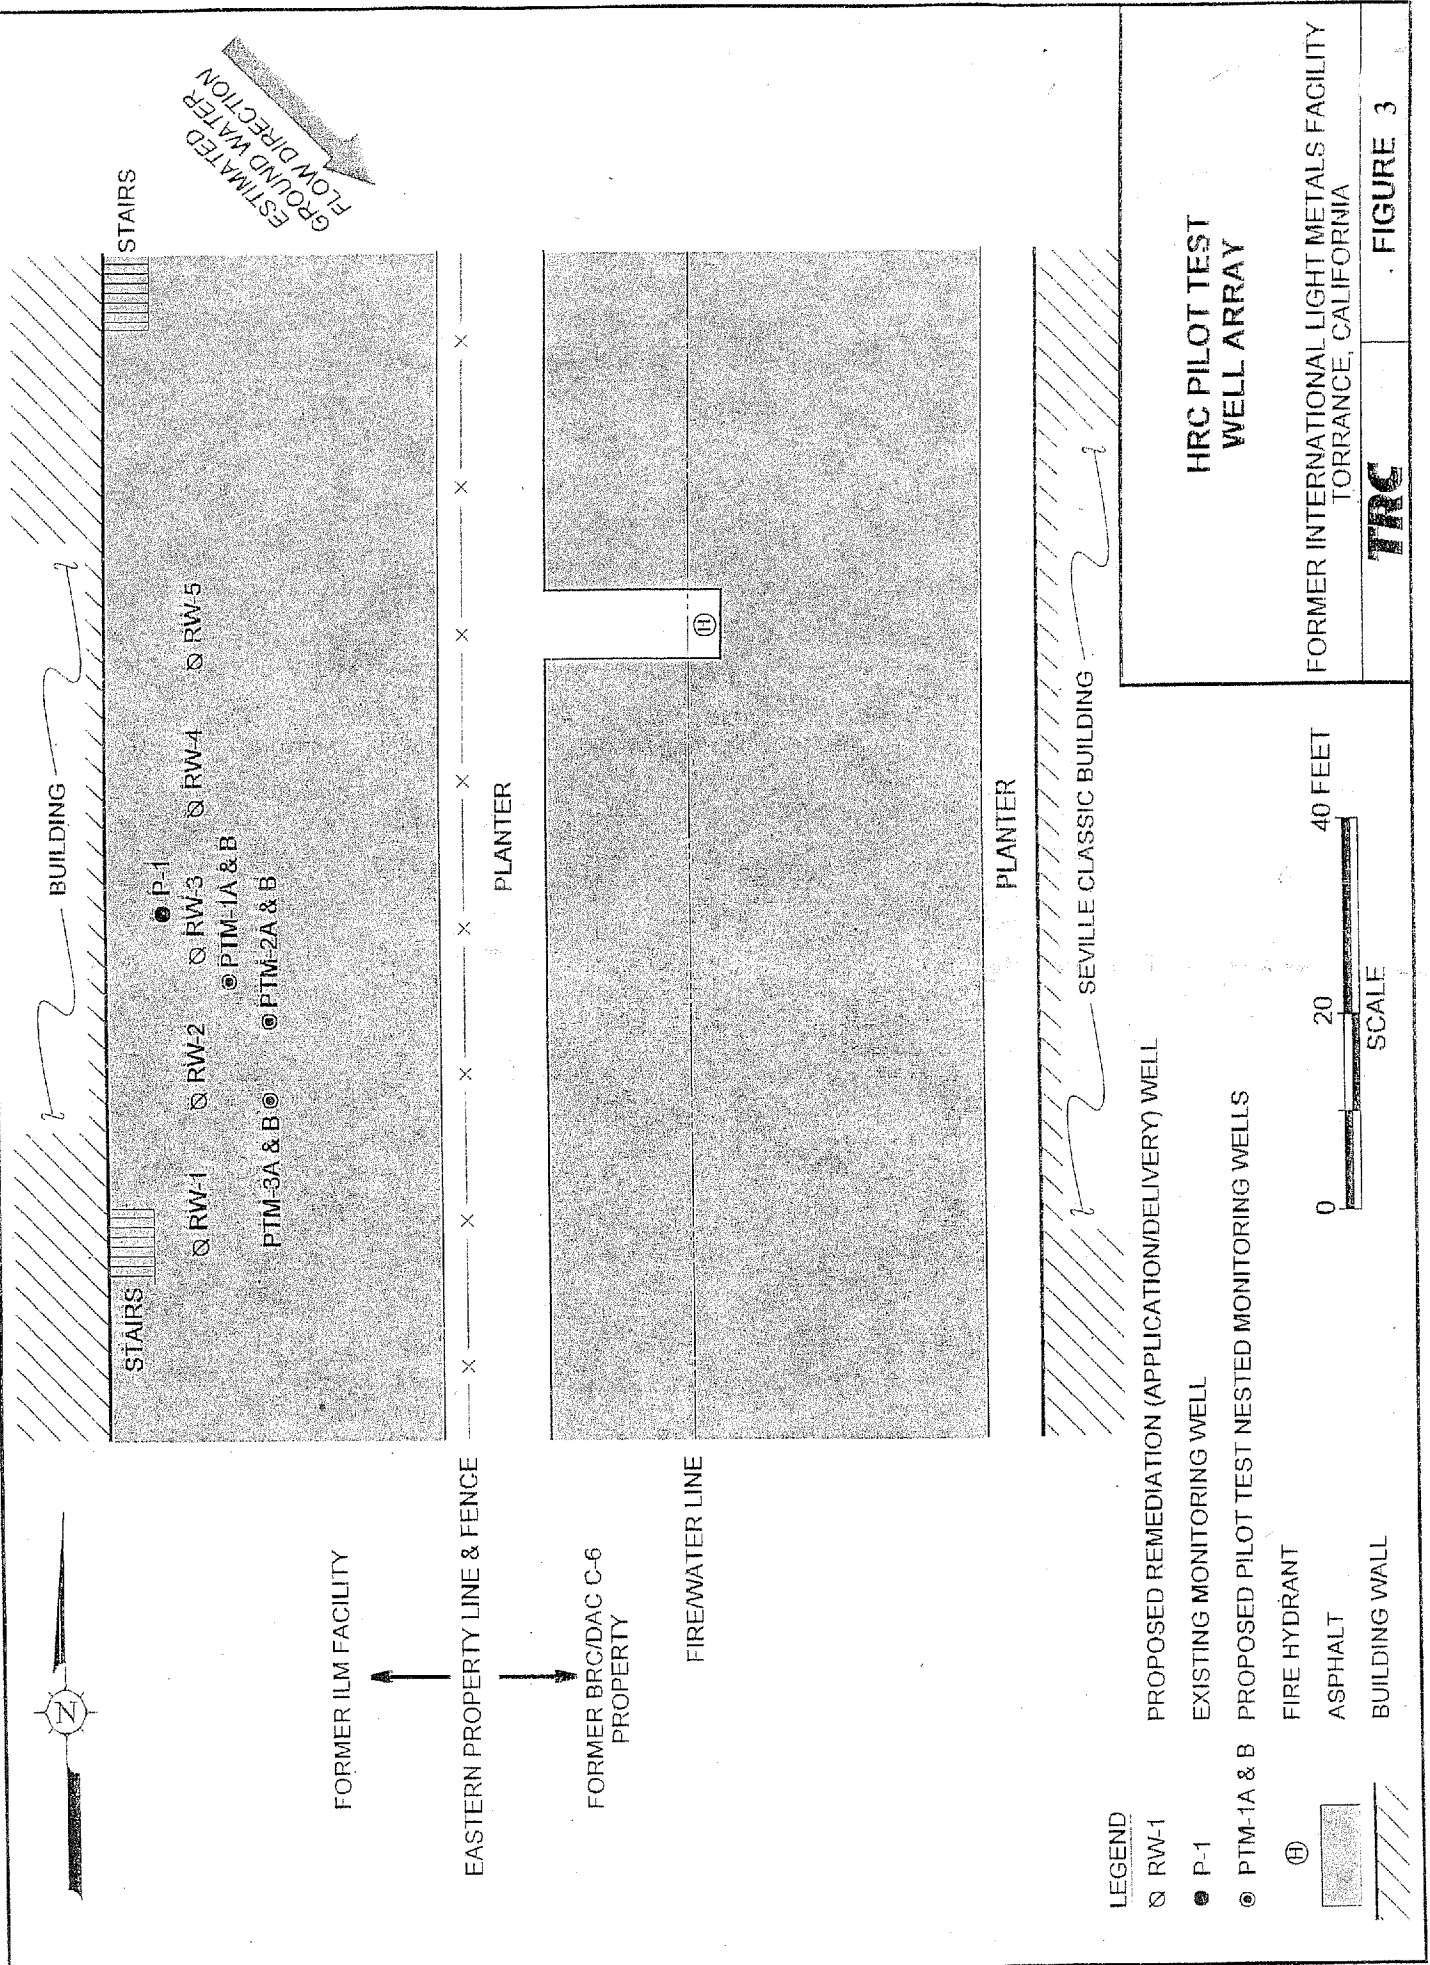 N
BUILDING
STAIRS
STAIRS
ESTIMATED
GROUND WATER
FLOW DIRECTION
P-1
RW-1
RW-2
RW-3
RW-4
RW-5
PTM-1A & B
PTM-3A & B
PTM-2A & B
FORMER ILM FACILITY
EASTERN PROPERTY LINE & FENCE
PLANTER
FORMER BRC/DAC C-6
PROPERTY
FIRE/WATER LINE
H
PLANTER
SEVILLE CLASSIC BUILDING
LEGEND
RW-1 PROPOSED REMEDIATION (APPLICATION/DELIVERY) WELL
P-1 EXISTING MONITORING WELL
PTM-1A & B PROPOSED PILOT TEST NESTED MONITORING WELLS
H FIRE HYDRANT
ASPHALT
BUILDING WALL
0 20 40 FEET
SCALE
HRC PILOT TEST
WELL ARRAY
FORMER INTERNATIONAL LIGHT METALS FACILITY
TORRANCE, CALIFORNIA
TRC
FIGURE 3